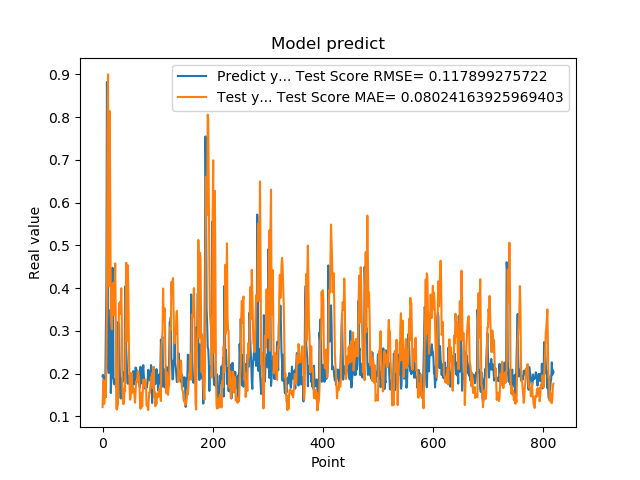 Model predict
Predict y... Test Score RMSE= 0.117899275722
Test y... Test Score MAE= 0.08024163925969403
Real value
0.9
0.8
0.7
0.6
0.5
0.4
0.3
0.2
0.1
0
200
400
600
800
Point